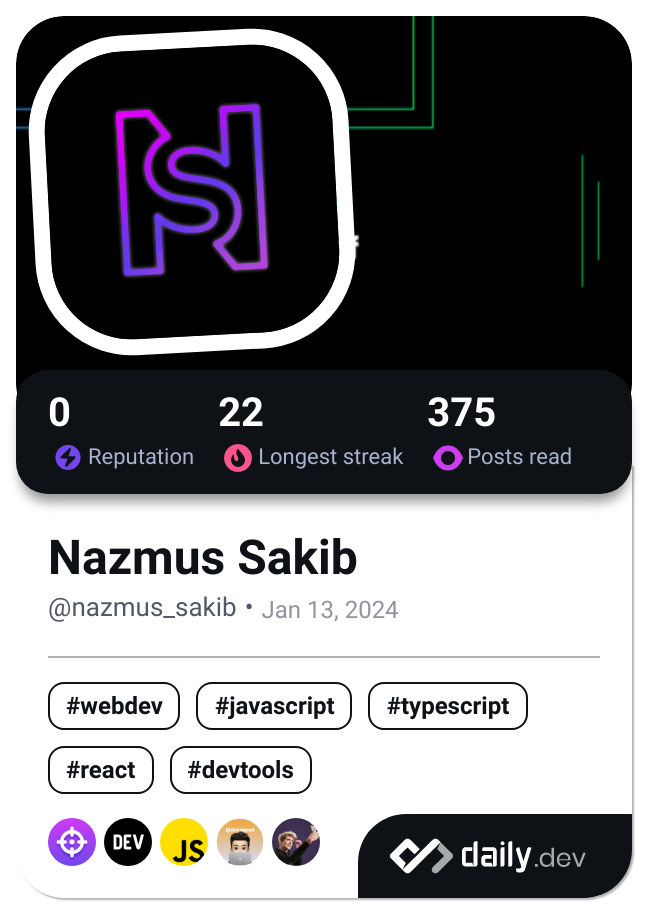 0 22 375
Reputation Longest streak Posts read
Nazmus Sakib
@nazmus_sakib • Jan 13, 2024
#webdev #javascript #typescript
#react #devtools
DEV JS
daily.dev